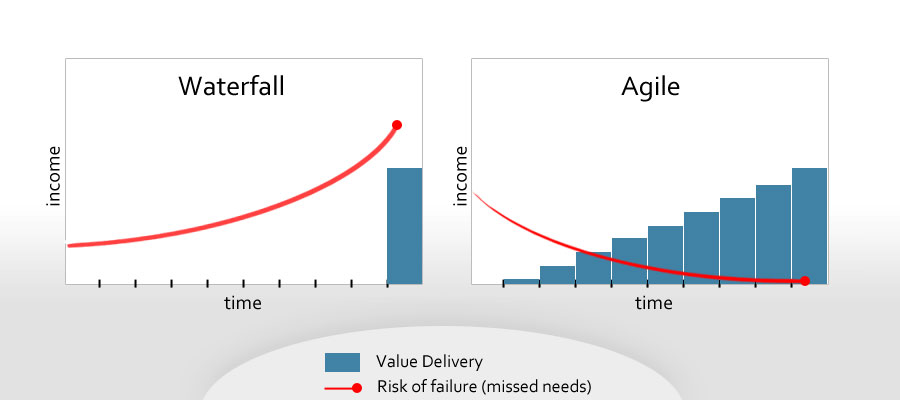 Waterfall
income
time
Agile
income
time
Value Delivery
Risk of failure (missed needs)